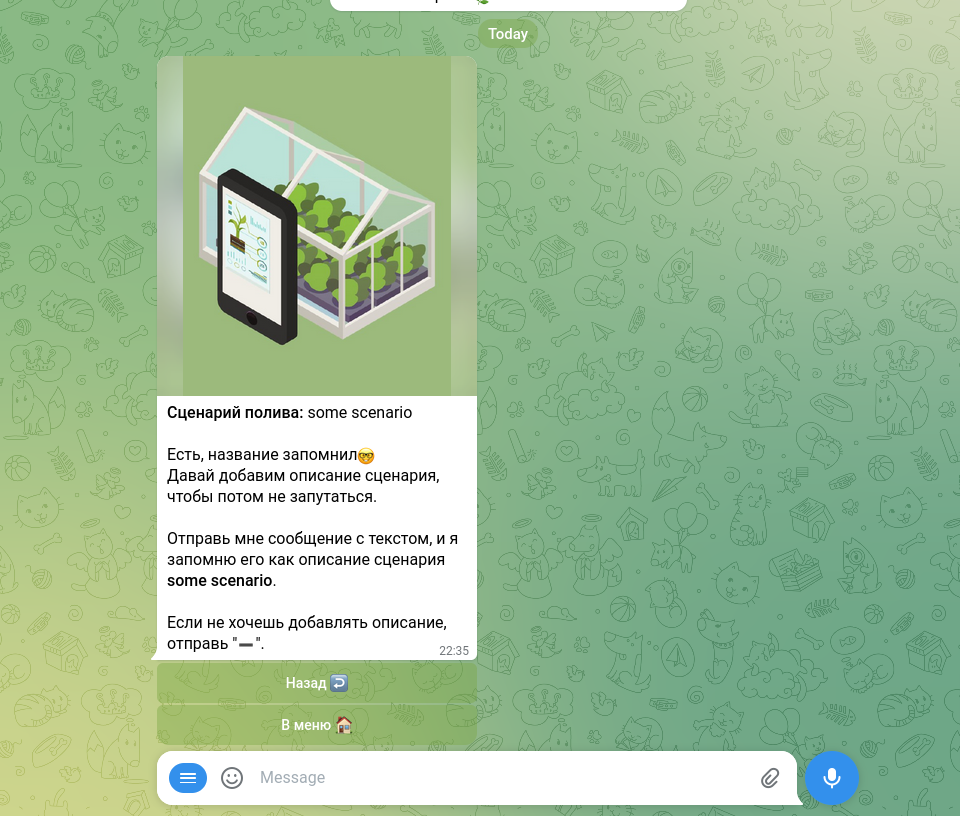 Today
Сценарий полива: some scenario
Есть, название запомнил🤓
Давай добавим описание сценария,
чтобы потом не запутаться.
Отправь мне сообщение с текстом, и я
запомню его как описание сценария
some scenario.
Если не хочешь добавлять описание,
отправь "➖".
22:35
Назад ↩️
В меню 🏠
Message